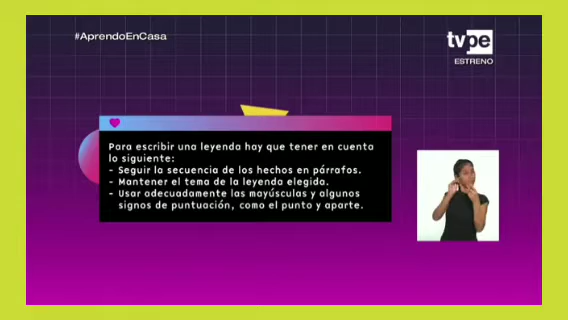 #AprendoEnCasa
tvpe
ESTRENO
Para escribir una leyenda hay que tener en cuenta
lo siguiente:
- Seguir la secuencia de los hechos en párrafos.
- Mantener el tema de la leyenda elegida.
- Usar adecuadamente las mayúsculas y algunos
signos de puntuación, como el punto y aparte.